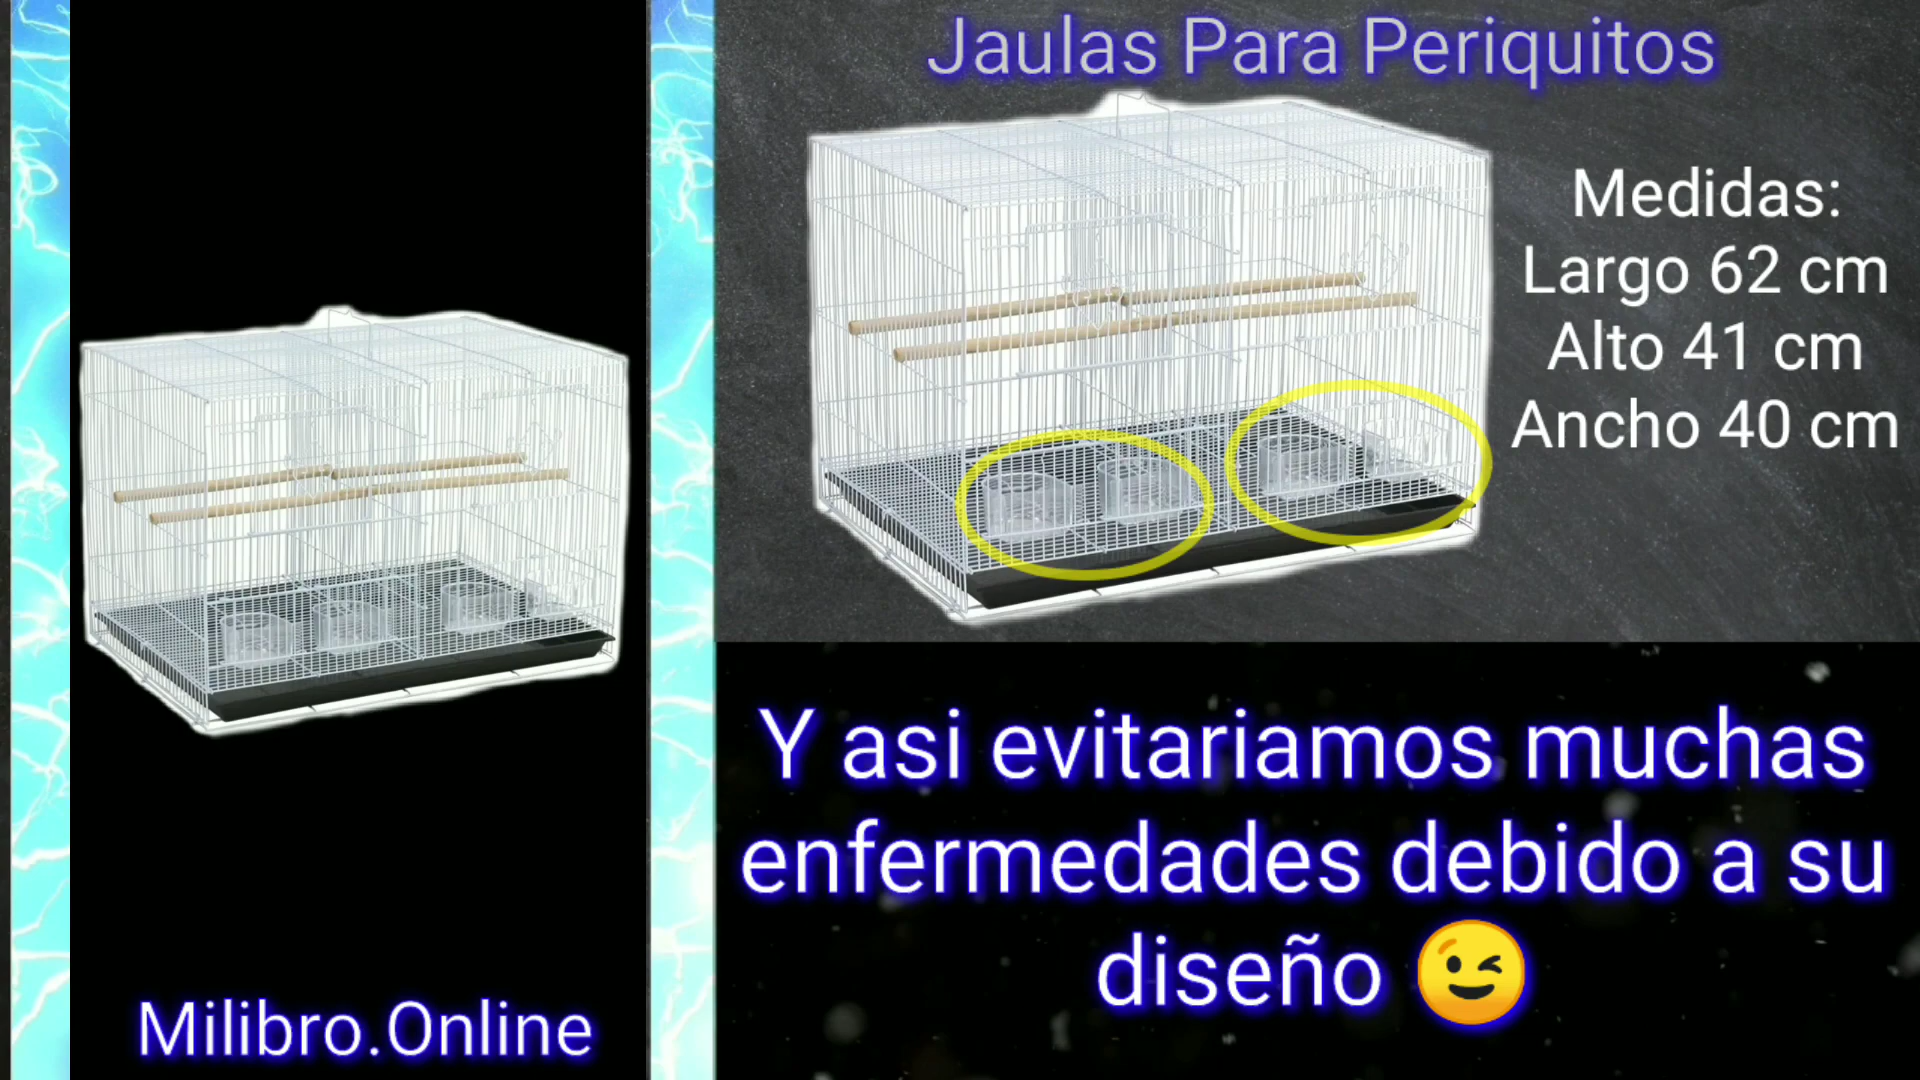 Jaulas Para Periquitos
Medidas:
Largo 62 cm
Alto 41 cm
Ancho 40 cm
Y asi evitariamos muchas
enfermedades debido a su
diseño 😉
Milibro.Online